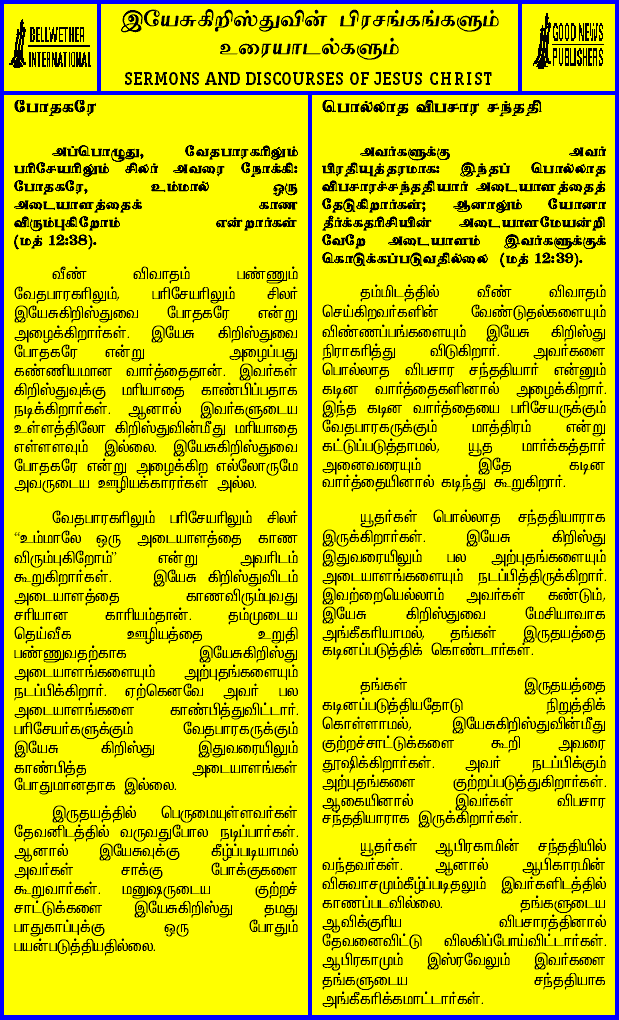 BELLWETHER
INTERNATIONAL
இயேசுகிறிஸ்துவின் பிரசங்கங்களும்
உரையாடல்களும்
SERMONS AND DISCOURSES OF JESUS CHRIST
GOOD NEWS
PUBLISHERS
போதகரே
அப்பொழுது, வேதபாரகரிலும்
பரிசேயரிலும் சிலர் அவரை நோக்கி:
போதகரே, உம்மால் ஒரு
அடையாளத்தைக் காண
விரும்புகிறோம் என்றார்கள்
(மத் 12:38).
வீண் விவாதம் பண்ணும்
வேதபாரகரிலும், பரிசேயரிலும் சிலர்
இயேசுகிறிஸ்துவை போதகரே என்று
அழைக்கிறார்கள். இயேசு கிறிஸ்துவை
போதகரே என்று அழைப்பது
கண்ணியமான வார்த்தைதான். இவர்கள்
கிறிஸ்துவுக்கு மரியாதை காண்பிப்பதாக
நடிக்கிறார்கள். ஆனால் இவர்களுடைய
உள்ளத்திலோ கிறிஸ்துவின்மீது மரியாதை
எள்ளளவும் இல்லை. இயேசுகிறிஸ்துவை
போதகரே என்று அழைக்கிற எல்லோருமே
அவருடைய ஊழியக்காரர்கள் அல்ல.
வேதபாரகரிலும் பரிசேயரிலும் சிலர்
“உம்மாலே ஒரு அடையாளத்தை காண
விரும்புகிறோம்” என்று அவரிடம்
கூறுகிறார்கள். இயேசு கிறிஸ்துவிடம்
அடையாளத்தை காணவிரும்புவது
சரியான காரியம்தான். தம்முடைய
தெய்வீக ஊழியத்தை உறுதி
பண்ணுவதற்காக இயேசுகிறிஸ்து
அடையாளங்களையும் அற்புதங்களையும்
நடப்பிக்கிறார். ஏற்கெனவே அவர் பல
அடையாளங்களை காண்பித்துவிட்டார்.
பரிசேயர்களுக்கும் வேதபாரகருக்கும்
இயேசு கிறிஸ்து இதுவரையிலும்
காண்பித்த அடையாளங்கள்
போதுமானதாக இல்லை.
இருதயத்தில் பெருமையுள்ளவர்கள்
தேவனிடத்தில் வருவதுபோல நடிப்பார்கள்.
ஆனால் இயேசுவுக்கு கீழ்ப்படியாமல்
அவர்கள் சாக்கு போக்குகளை
கூறுவார்கள். மனுஷருடைய குற்றச்
சாட்டுக்களை இயேசுகிறிஸ்து தமது
பாதுகாப்புக்கு ஒரு போதும்
பயன்படுத்தியதில்லை.
பொல்லாத விபசார சந்ததி
அவர்களுக்கு அவர்
பிரதியுத்தரமாக: இந்தப் பொல்லாத
விபசாரச்சந்ததியார் அடையாளத்தைத்
தேடுகிறார்கள்; ஆனாலும் யோனா
தீர்க்கதரிசியின் அடையாளமேயன்றி
வேறே அடையாளம் இவர்களுக்குக்
கொடுக்கப்படுவதில்லை (மத் 12:39).
தம்மிடத்தில் வீண் விவாதம்
செய்கிறவர்களின் வேண்டுதல்களையும்
விண்ணப்பங்களையும் இயேசு கிறிஸ்து
நிராகரித்து விடுகிறார். அவர்களை
பொல்லாத விபசார சந்ததியார் என்னும்
கடின வார்த்தைகளினால் அழைக்கிறார்.
இந்த கடின வார்த்தையை பரிசேயருக்கும்
வேதபாரகருக்கும் மாத்திரம் என்று
கட்டுப்படுத்தாமல், யூத மார்க்கத்தார்
அனைவரையும் இதே கடின
வார்த்தையினால் கடிந்து கூறுகிறார்.
யூதர்கள் பொல்லாத சந்ததியாராக
இருக்கிறார்கள். இயேசு கிறிஸ்து
இதுவரையிலும் பல அற்புதங்களையும்
அடையாளங்களையும் நடப்பித்திருக்கிறார்.
இவற்றையெல்லாம் அவர்கள் கண்டும்,
இயேசு கிறிஸ்துவை மேசியாவாக
அங்கீகரியாமல், தங்கள் இருதயத்தை
கடினப்படுத்திக் கொண்டார்கள்.
தங்கள் இருதயத்தை
கடினப்படுத்தியதோடு நிறுத்திக்
கொள்ளாமல், இயேசுகிறிஸ்துவின்மீது
குற்றச்சாட்டுக்களை கூறி அவரை
தூஷிக்கிறார்கள். அவர் நடப்பிக்கும்
அற்புதங்களை குற்றப்படுத்துகிறார்கள்.
ஆகையினால் இவர்கள் விபசார
சந்ததியாராக இருக்கிறார்கள்.
யூதர்கள் ஆபிரகாமின் சந்ததியில்
வந்தவர்கள். ஆனால் ஆபிகாரமின்
விசுவாசமும்கீழ்ப்படிதலும் இவர்களிடத்தில்
காணப்படவில்லை. தங்களுடைய
ஆவிக்குரிய விபசாரத்தினால்
தேவனைவிட்டு விலகிப்போய்விட்டார்கள்.
ஆபிரகாமும் இஸ்ரவேலும் இவர்களை
தங்களுடைய சந்ததியாக
அங்கீகரிக்கமாட்டார்கள்.